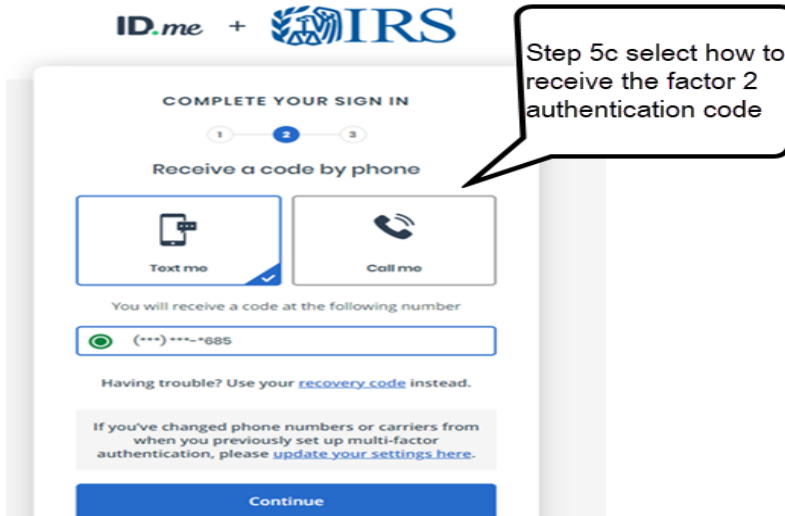 ID.me + IRS
Step 5c select how to
receive the factor 2
authentication code
COMPLETE YOUR SIGN IN
1 2 3
Receive a code by phone
Text me Call me
You will receive a code at the following number
(***) ***-*685
Having trouble? Use your recovery code instead.
If you've changed phone numbers or carriers from
when you previously set up multi-factor
authentication, please update your settings here.
Continue